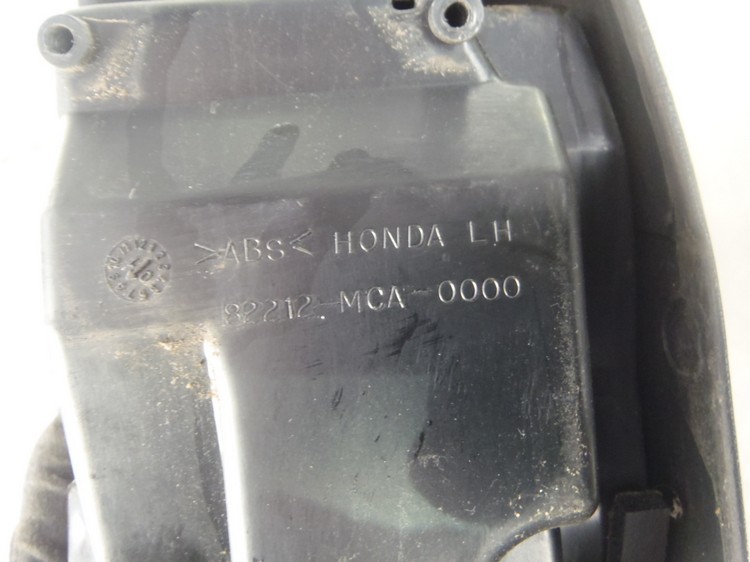 >ABS< HONDA LH
82212-MCA-0000